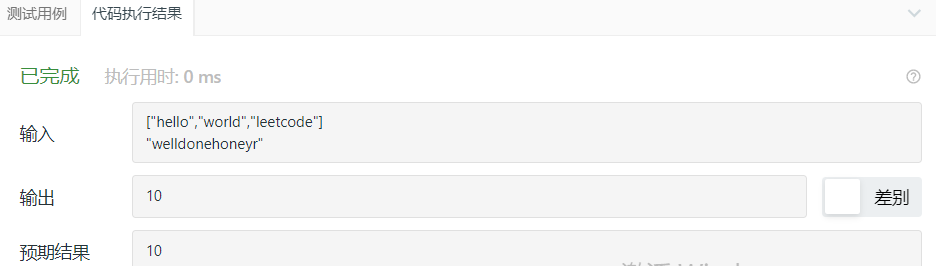 测试用例 代码执行结果
已完成 执行用时: 0 ms
输入 ["hello","world","leetcode"]
"welldonehoneyr"
输出 10 差别
预期结果 10